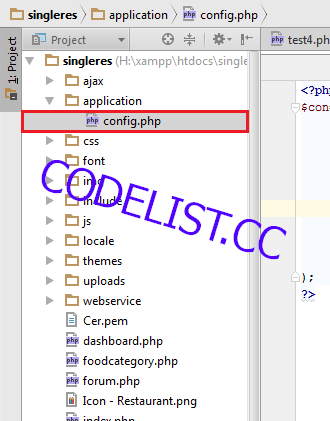 singleres application config.php
1: Project
Project
test4.ph
singleres (H:\xampp\htdocs\single
ajax
application
config.php
css
font
img
include
js
locale
themes
uploads
webservice
Cer.pem
dashboard.php
foodcategory.php
forum.php
Icon - Restaurant.png
index.php
<?php
$con
);
?>
CODELIST.CC